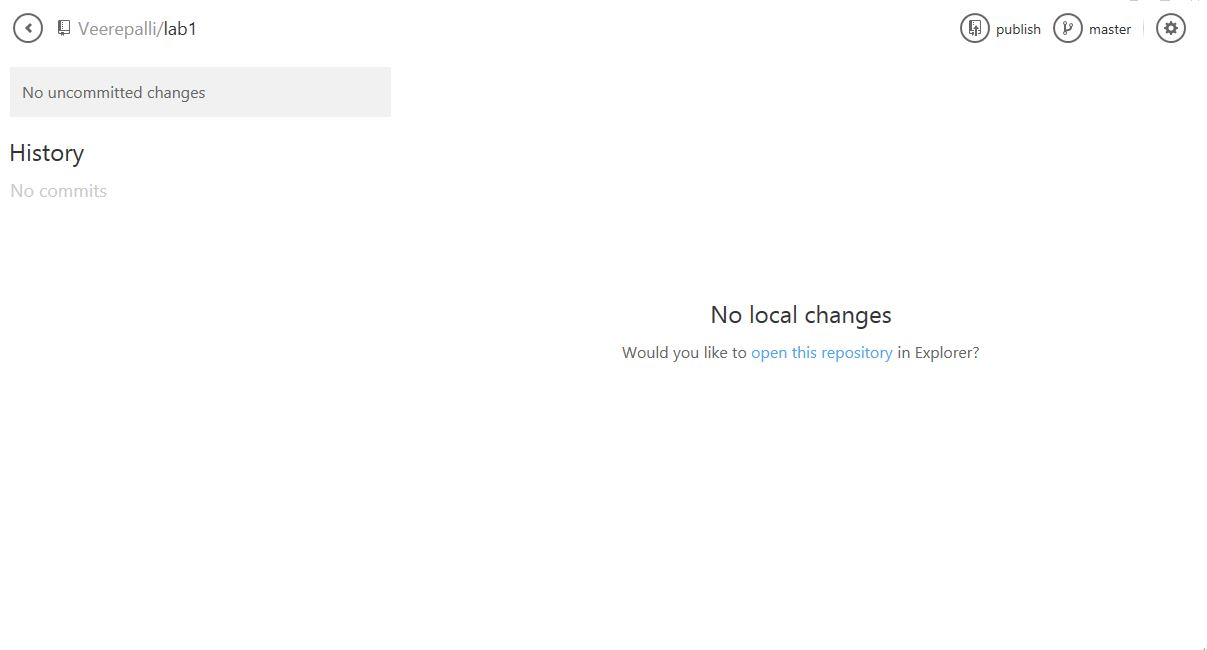 Veerepalli/lab1
publish
master
No uncommitted changes
History
No commits
No local changes
Would you like to open this repository in Explorer?